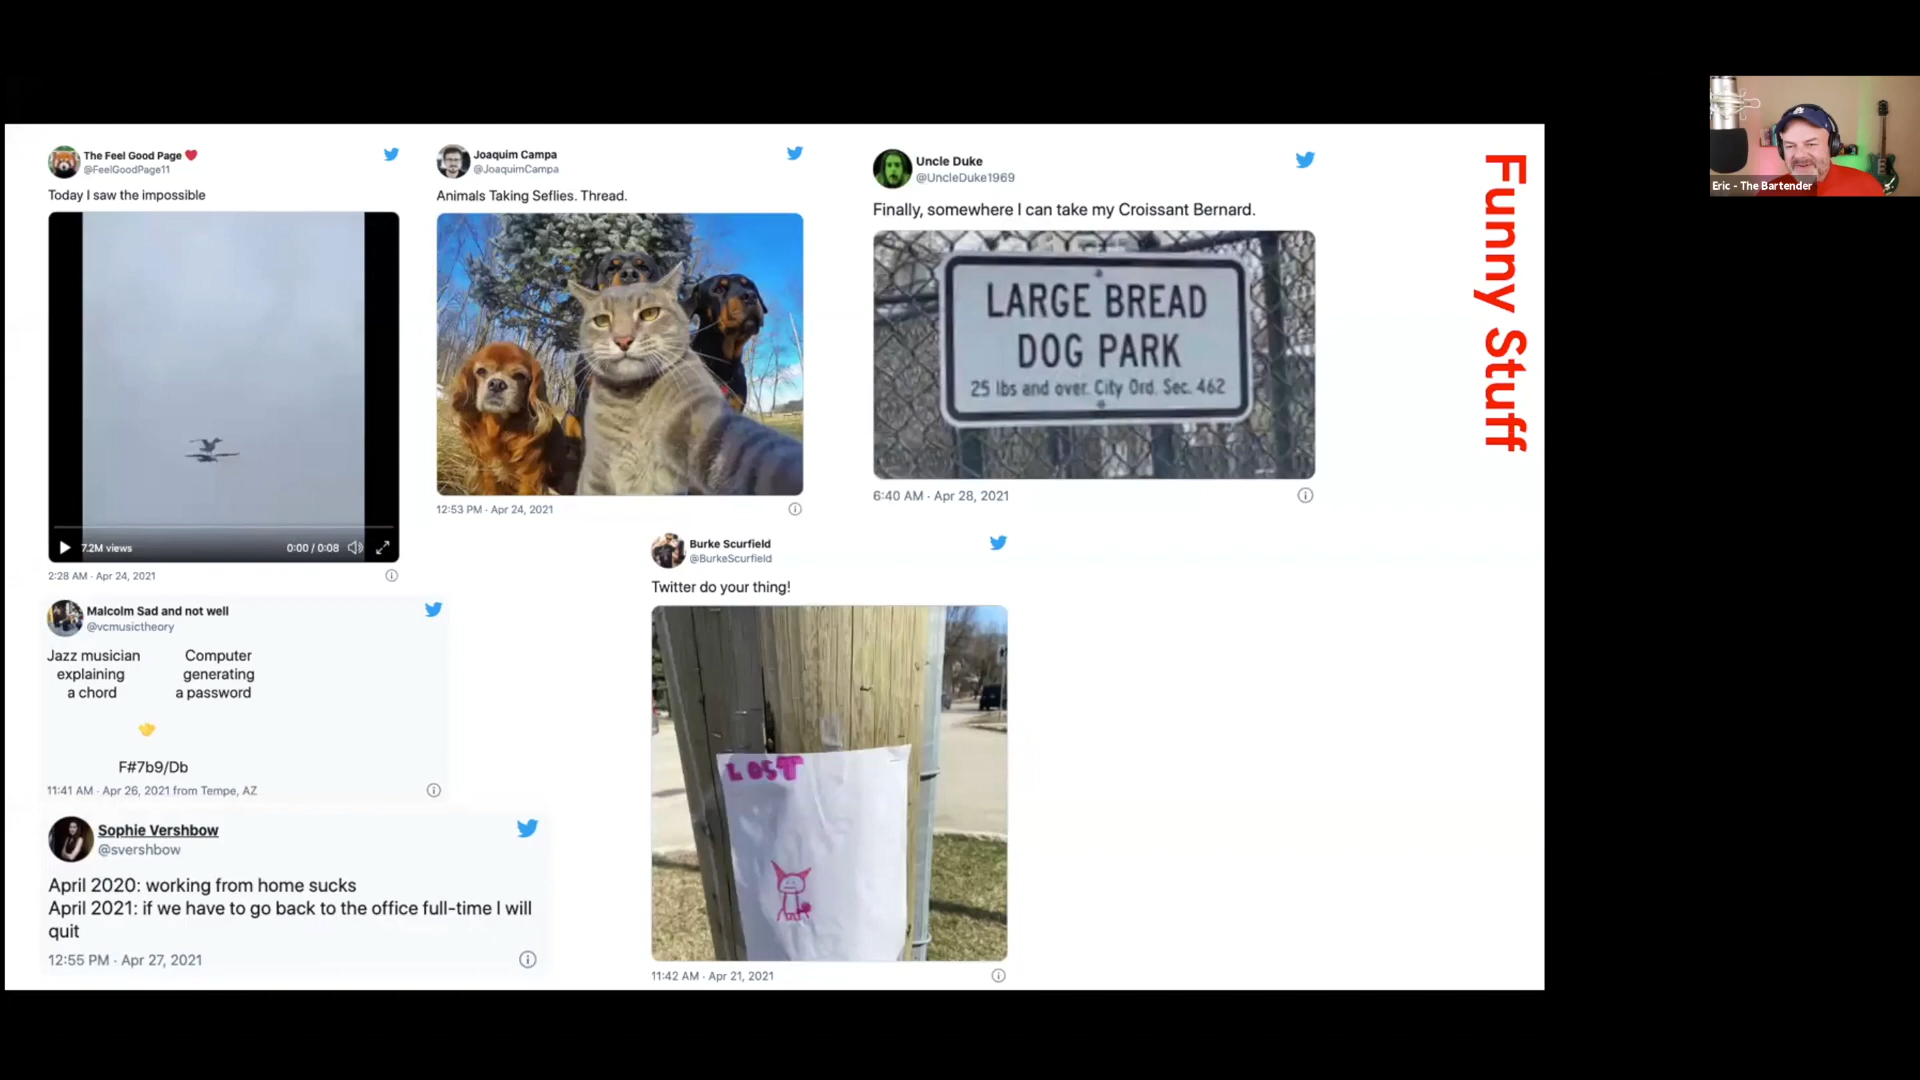 The Feel Good Page ❤️
@FeelGoodPage11
Today I saw the impossible
7.2M views
0:00 / 0:08
2:28 AM · Apr 24, 2021
Joaquim Campa
@JoaquimCampa
Animals Taking Seflies. Thread.
12:53 PM · Apr 24, 2021
Uncle Duke
@UncleDuke1969
Finally, somewhere I can take my Croissant Bernard.
LARGE BREAD
DOG PARK
25 lbs and over. City Ord. Sec. 462
6:40 AM · Apr 28, 2021
Funny Stuff
Eric - The Bartender
Malcolm Sad and not well
@vcmusictheory
Jazz musician Computer
explaining generating
a chord a password
F#7b9/Db
11:41 AM · Apr 26, 2021 from Tempe, AZ
Sophie Vershbow
@svershbow
April 2020: working from home sucks
April 2021: if we have to go back to the office full-time I will
quit
12:55 PM · Apr 27, 2021
Burke Scurfield
@BurkeScurfield
Twitter do your thing!
LOST
11:42 AM · Apr 21, 2021